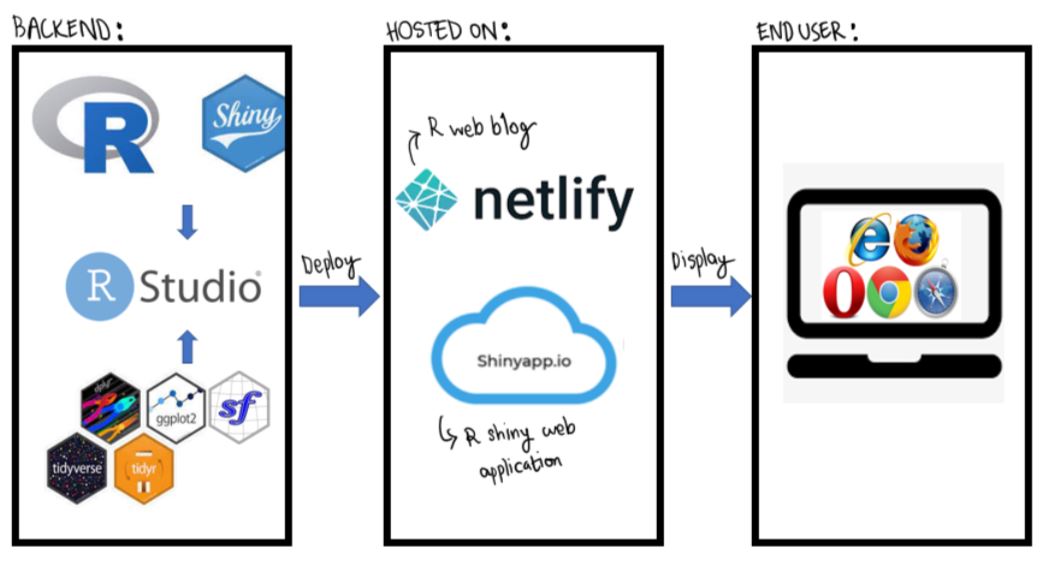 BACKEND:
HOSTED ON:
END USER:
R
Shiny
R web blog
netlify
R Studio
Deploy
Display
Shinyapp.io
dplyr
ggplot2
sf
tidyverse
tidyr
R shiny web
application